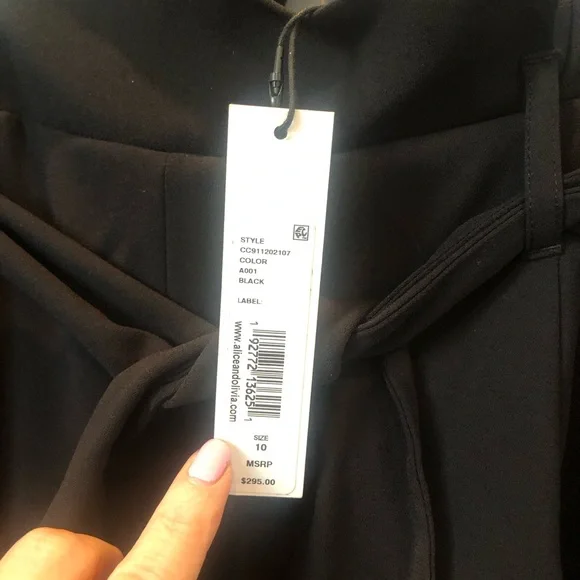 STYLE
CC911202107
COLOR
A001
BLACK
LABEL:
www.aliceandolivia.com
1 92772 13625 1
SIZE
10
MSRP
$295.00